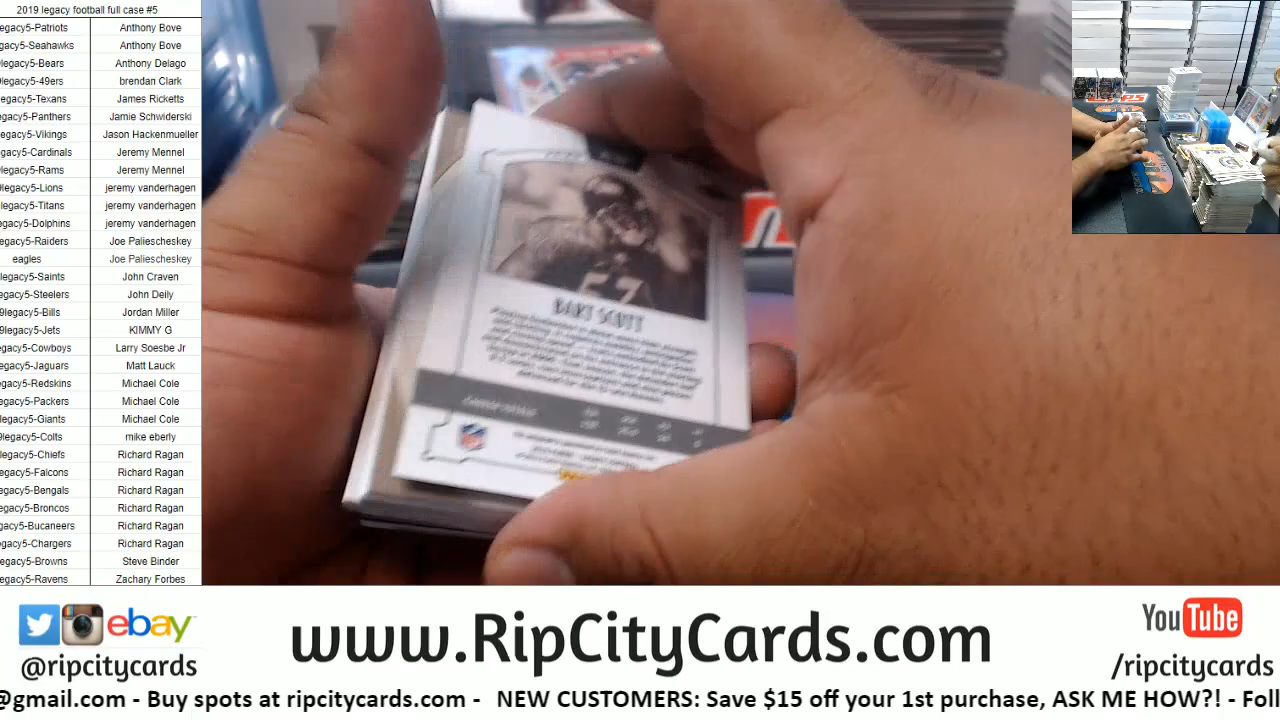 2019 legacy football full case #5
egacy5-Patriots Anthony Bove
egacy5-Seahawks Anthony Bove
9legacy5-Bears Anthony Delago
9legacy5-49ers brendan Clark
egacy5-Texans James Ricketts
egacy5-Panthers Jamie Schwiderski
egacy5-Vikings Jason Hackenmueller
egacy5-Cardinals Jeremy Mennel
9legacy5-Rams Jeremy Mennel
9legacy5-Lions jeremy vanderhagen
9legacy5-Titans jeremy vanderhagen
egacy5-Dolphins jeremy vanderhagen
egacy5-Raiders Joe Paliescheskey
eagles Joe Paliescheskey
egacy5-Saints John Craven
egacy5-Steelers John Deily
9legacy5-Bills Jordan Miller
9legacy5-Jets KIMMY G
egacy5-Cowboys Larry Soesbe Jr
egacy5-Jaguars Matt Lauck
egacy5-Redskins Michael Cole
egacy5-Packers Michael Cole
egacy5-Giants Michael Cole
9legacy5-Colts mike eberly
egacy5-Chiefs Richard Ragan
egacy5-Falcons Richard Ragan
egacy5-Bengals Richard Ragan
egacy5-Broncos Richard Ragan
gacy5-Bucaneers Richard Ragan
egacy5-Chargers Richard Ragan
egacy5-Browns Steve Binder
egacy5-Ravens Zachary Forbes
57
BART SCOTT
ebay
@ripcitycards
www.RipCityCards.com
YouTube
/ripcitycards
@gmail.com - Buy spots at ripcitycards.com - NEW CUSTOMERS: Save $15 off your 1st purchase, ASK ME HOW?! - Foll